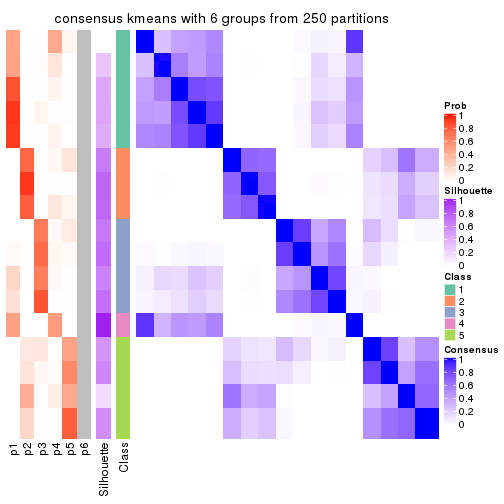 consensus kmeans with 6 groups from 250 partitions
Prob
1
0.8
0.6
0.4
0.2
0
Silhouette
1
0.8
0.6
0.4
0.2
0
Class
1
2
3
4
5
Consensus
1
0.8
0.6
0.4
0.2
0
p1
p2
p3
p4
p5
p6
Silhouette
Class